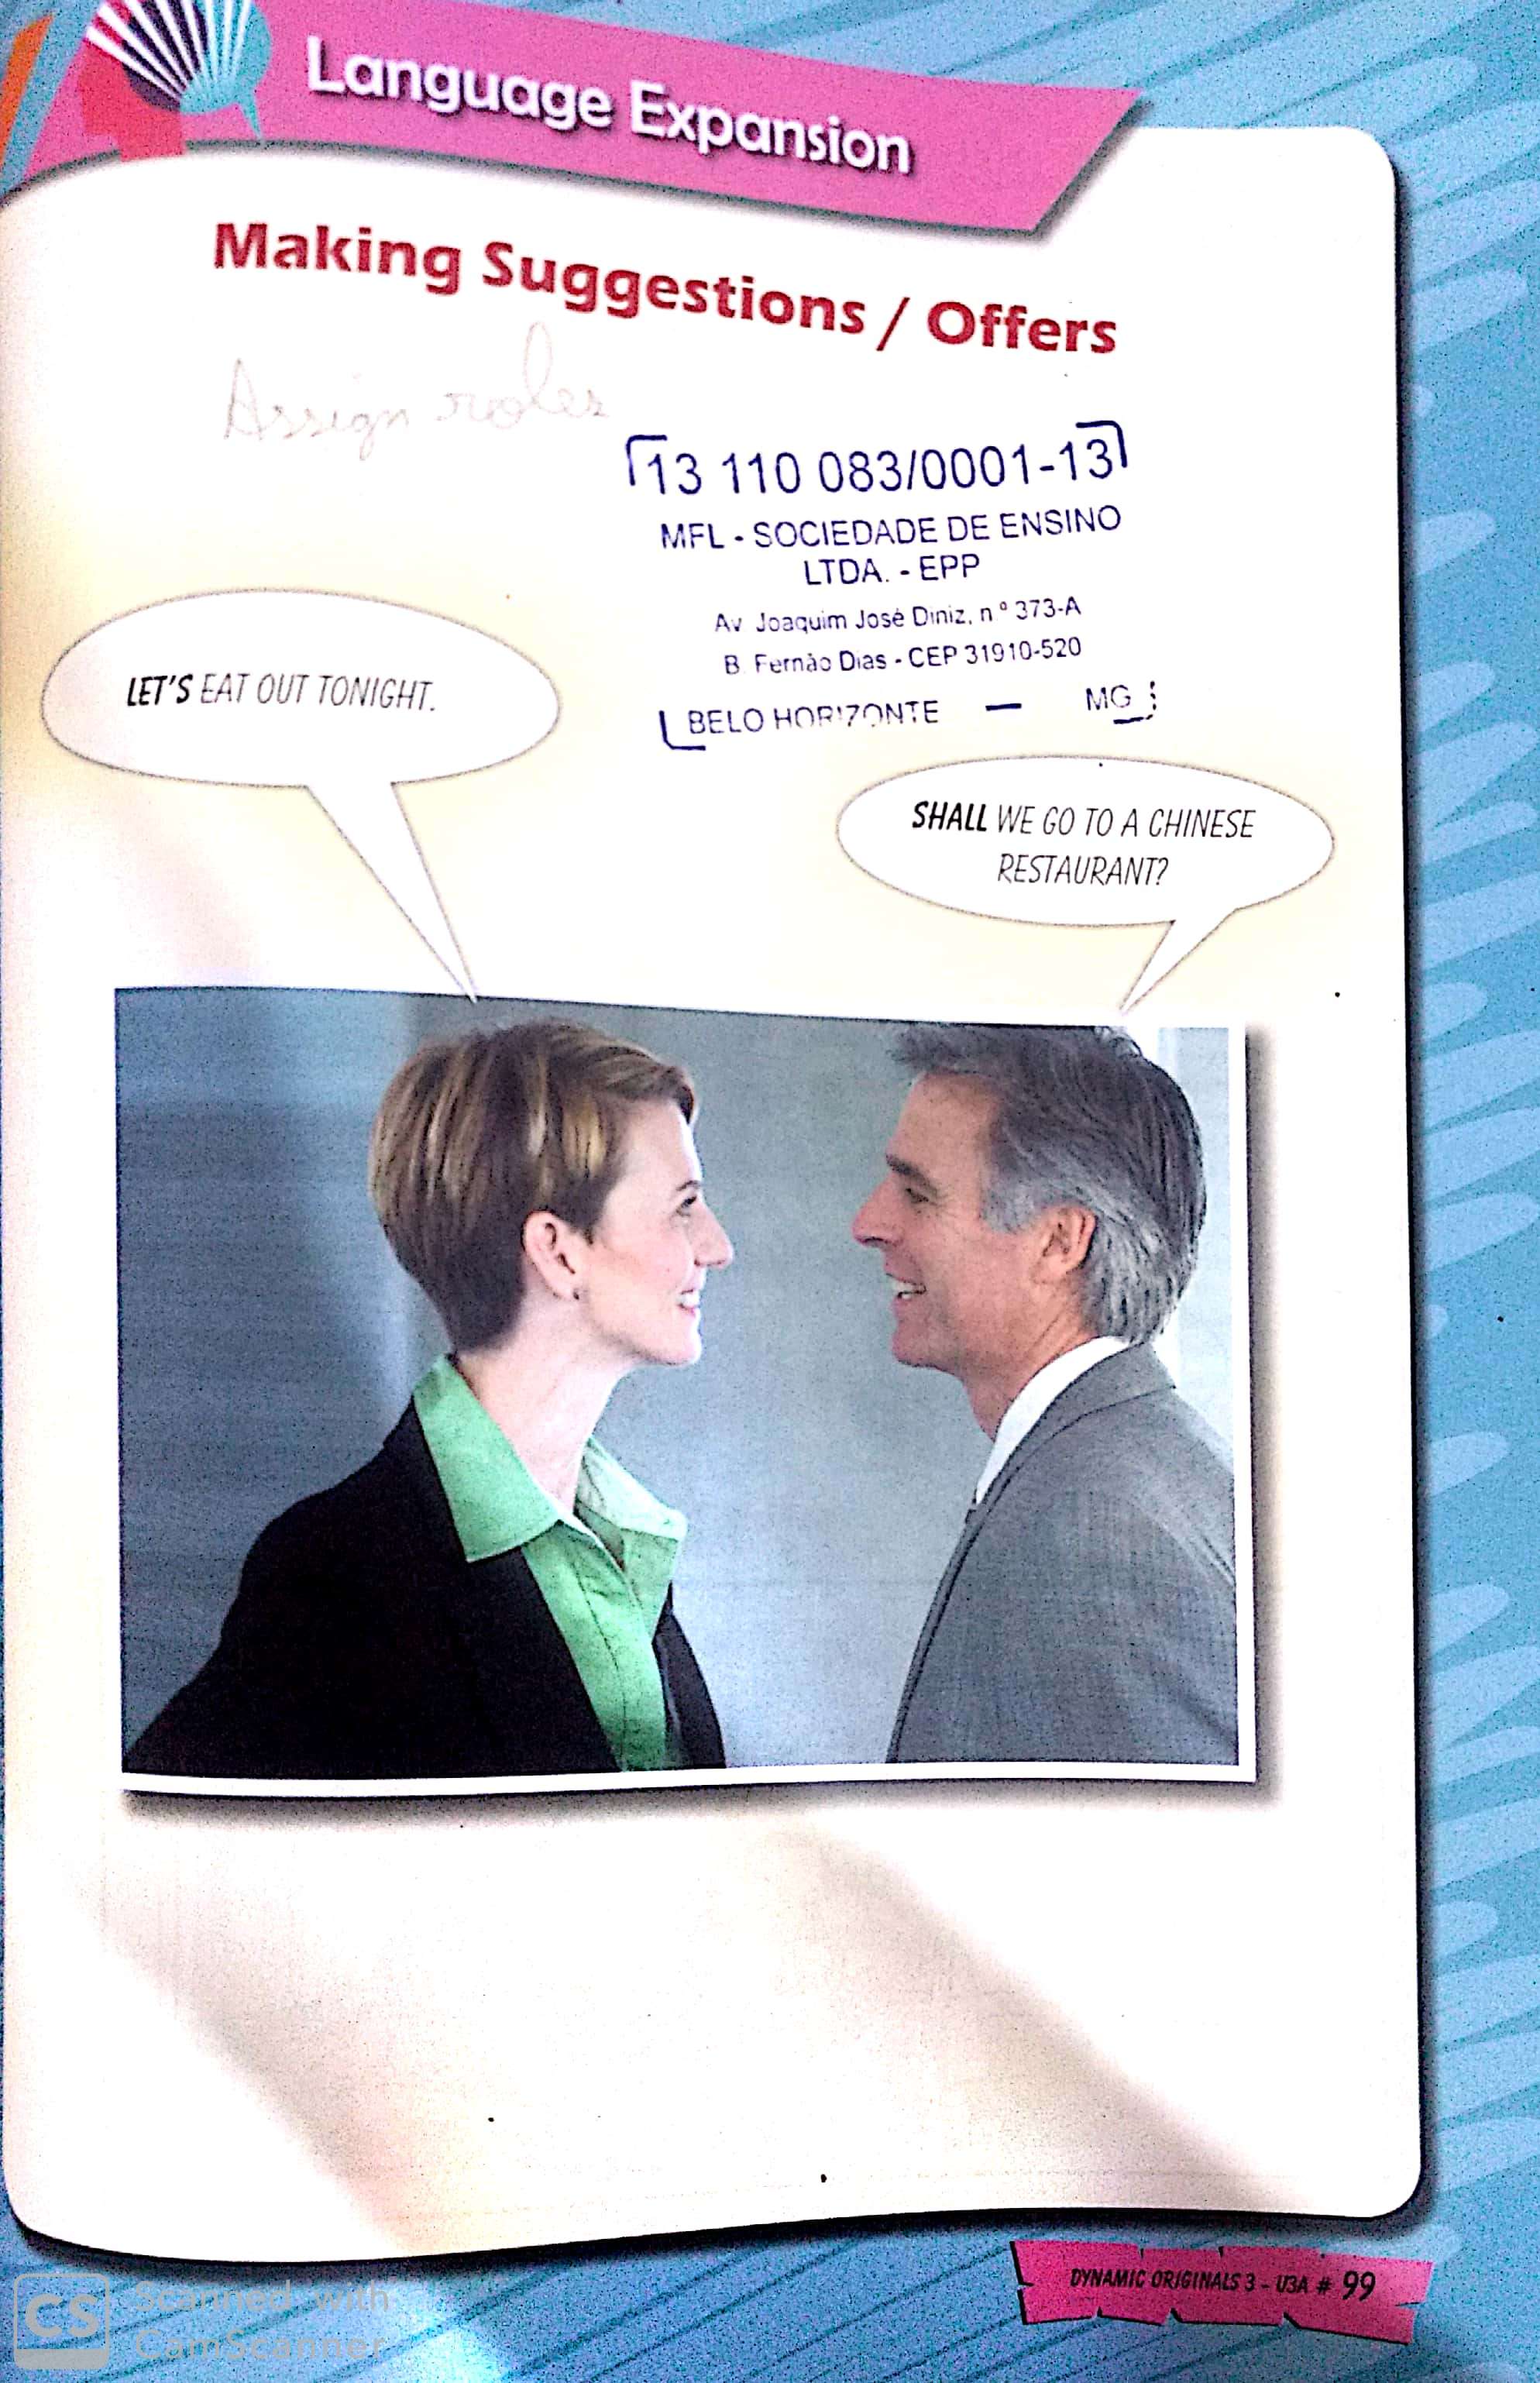 Language Expansion
Making Suggestions / Offers
Assign roles
13 110 083/0001-13
MFL - SOCIEDADE DE ENSINO
LTDA. - EPP
Av Joaquim José Diniz, n.º 373-A
B. Fernão Dias - CEP 31910-520
BELO HORIZONTE — MG
LET'S EAT OUT TONIGHT.
SHALL WE GO TO A CHINESE
RESTAURANT?
DYNAMIC ORIGINALS 3 - U3A # 99
CS
Scanned with
CamScanner